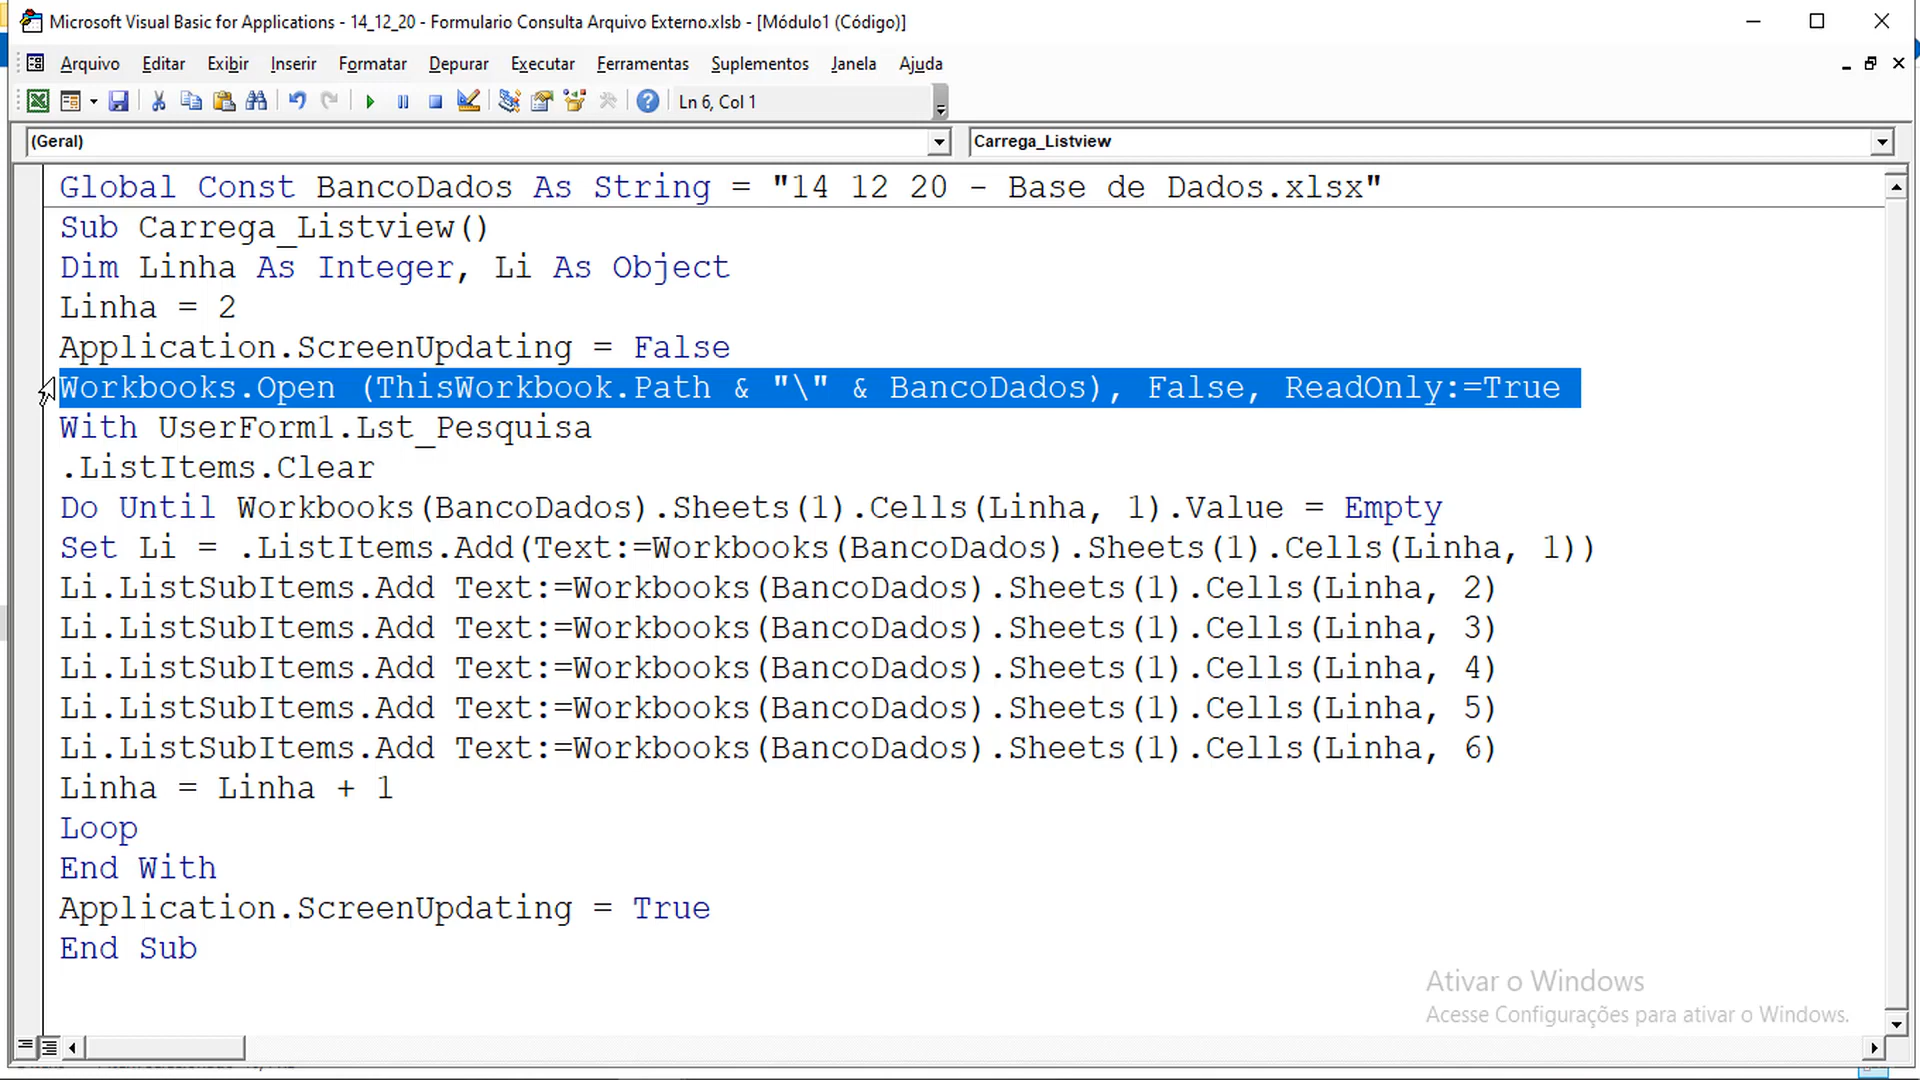 Microsoft Visual Basic for Applications - 14_12_20 - Formulario Consulta Arquivo Externo.xlsb - [Módulo1 (Código)]
Arquivo Editar Exibir Inserir Formatar Depurar Executar Ferramentas Suplementos Janela Ajuda
Ln 6, Col 1
(Geral) Carrega_Listview
Global Const BancoDados As String = "14 12 20 - Base de Dados.xlsx"
Sub Carrega_Listview()
Dim Linha As Integer, Li As Object
Linha = 2
Application.ScreenUpdating = False
Workbooks.Open (ThisWorkbook.Path & "\" & BancoDados), False, ReadOnly:=True
With UserForm1.Lst_Pesquisa
.ListItems.Clear
Do Until Workbooks(BancoDados).Sheets(1).Cells(Linha, 1).Value = Empty
Set Li = .ListItems.Add(Text:=Workbooks(BancoDados).Sheets(1).Cells(Linha, 1))
Li.ListSubItems.Add Text:=Workbooks(BancoDados).Sheets(1).Cells(Linha, 2)
Li.ListSubItems.Add Text:=Workbooks(BancoDados).Sheets(1).Cells(Linha, 3)
Li.ListSubItems.Add Text:=Workbooks(BancoDados).Sheets(1).Cells(Linha, 4)
Li.ListSubItems.Add Text:=Workbooks(BancoDados).Sheets(1).Cells(Linha, 5)
Li.ListSubItems.Add Text:=Workbooks(BancoDados).Sheets(1).Cells(Linha, 6)
Linha = Linha + 1
Loop
End With
Application.ScreenUpdating = True
End Sub
Ativar o Windows
Acesse Configurações para ativar o Windows.